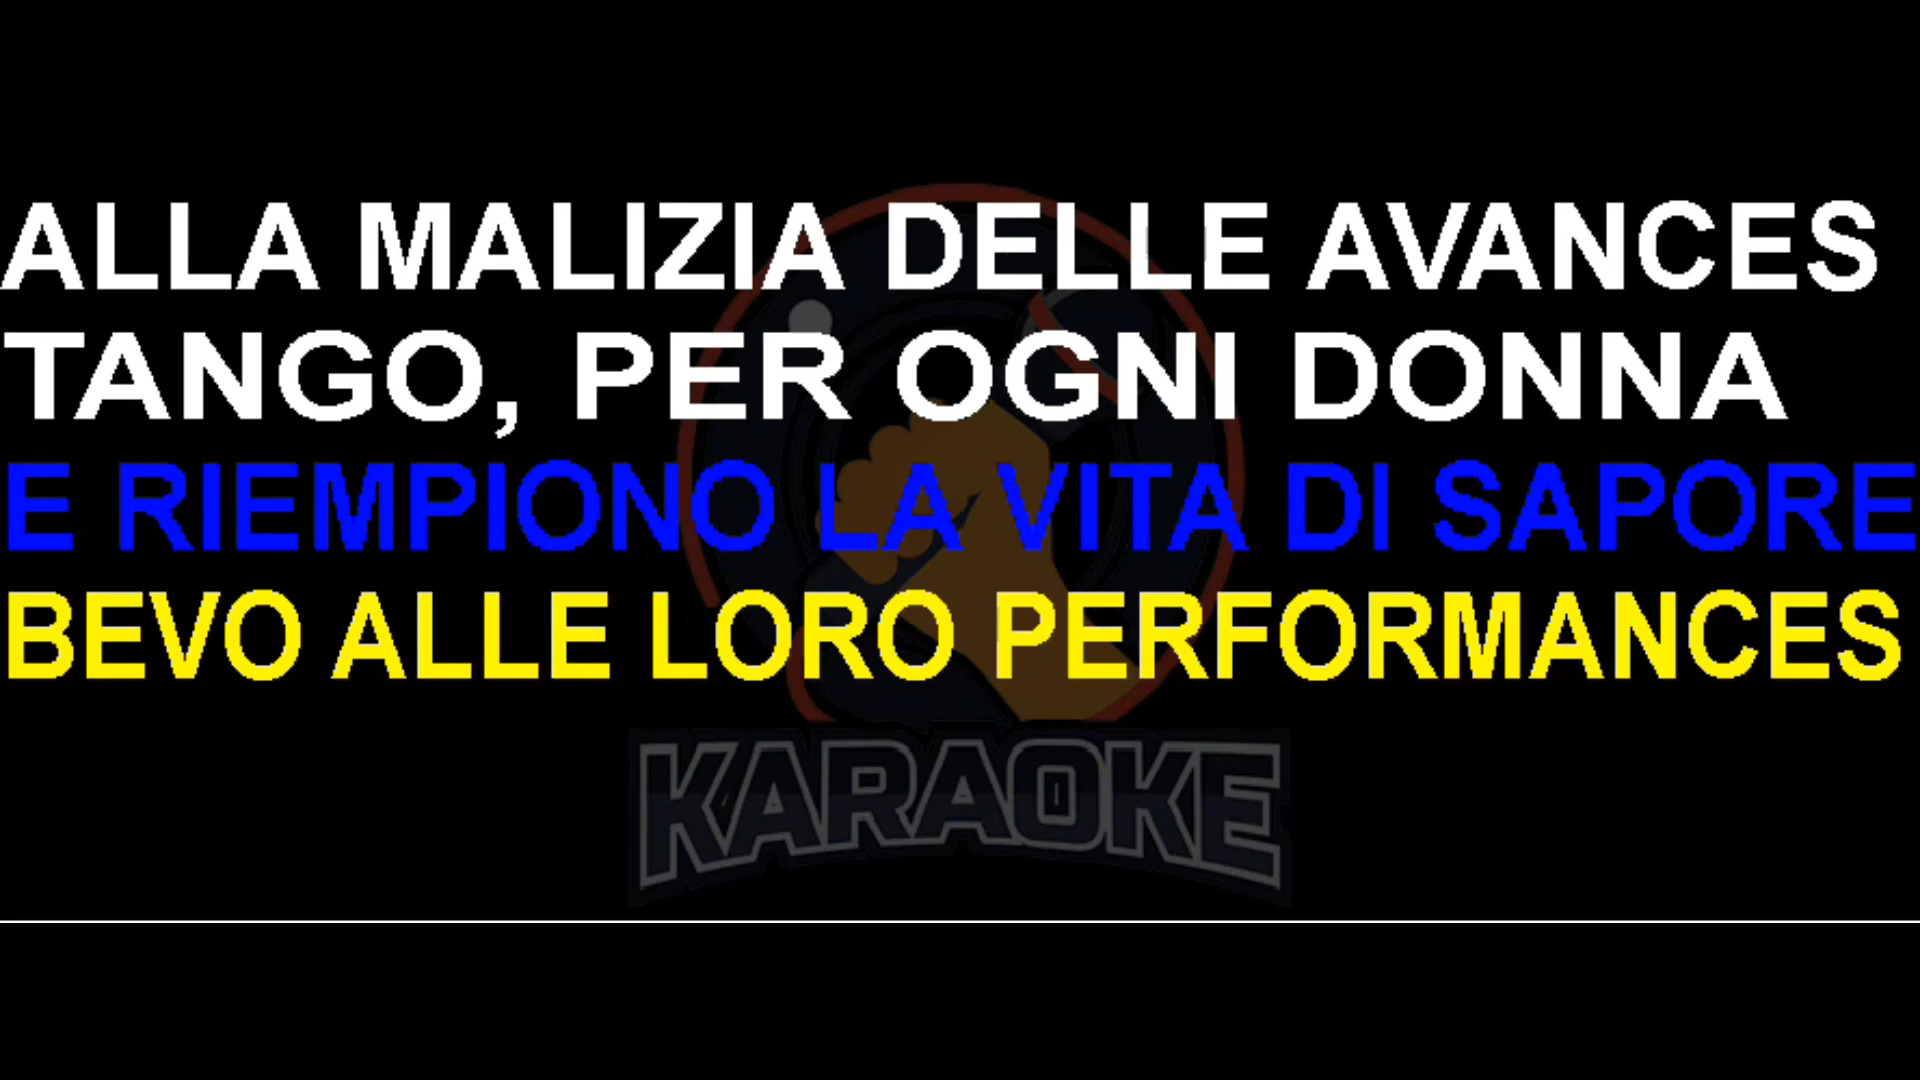 ALLA MALIZIA DELLE AVANCES
TANGO, PER OGNI DONNA
E RIEMPIONO LA VITA DI SAPORE
BEVO ALLE LORO PERFORMANCES
KARAOKE